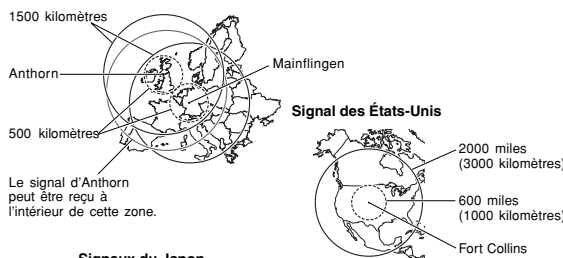 1500 kilomètres
Anthorn
Mainflingen
500 kilomètres
Le signal d'Anthorn
peut être reçu à
l'intérieur de cette zone.
Signal des États-Unis
2000 miles
(3000 kilomètres)
600 miles
(1000 kilomètres)
Fort Collins
Signaux du Japon